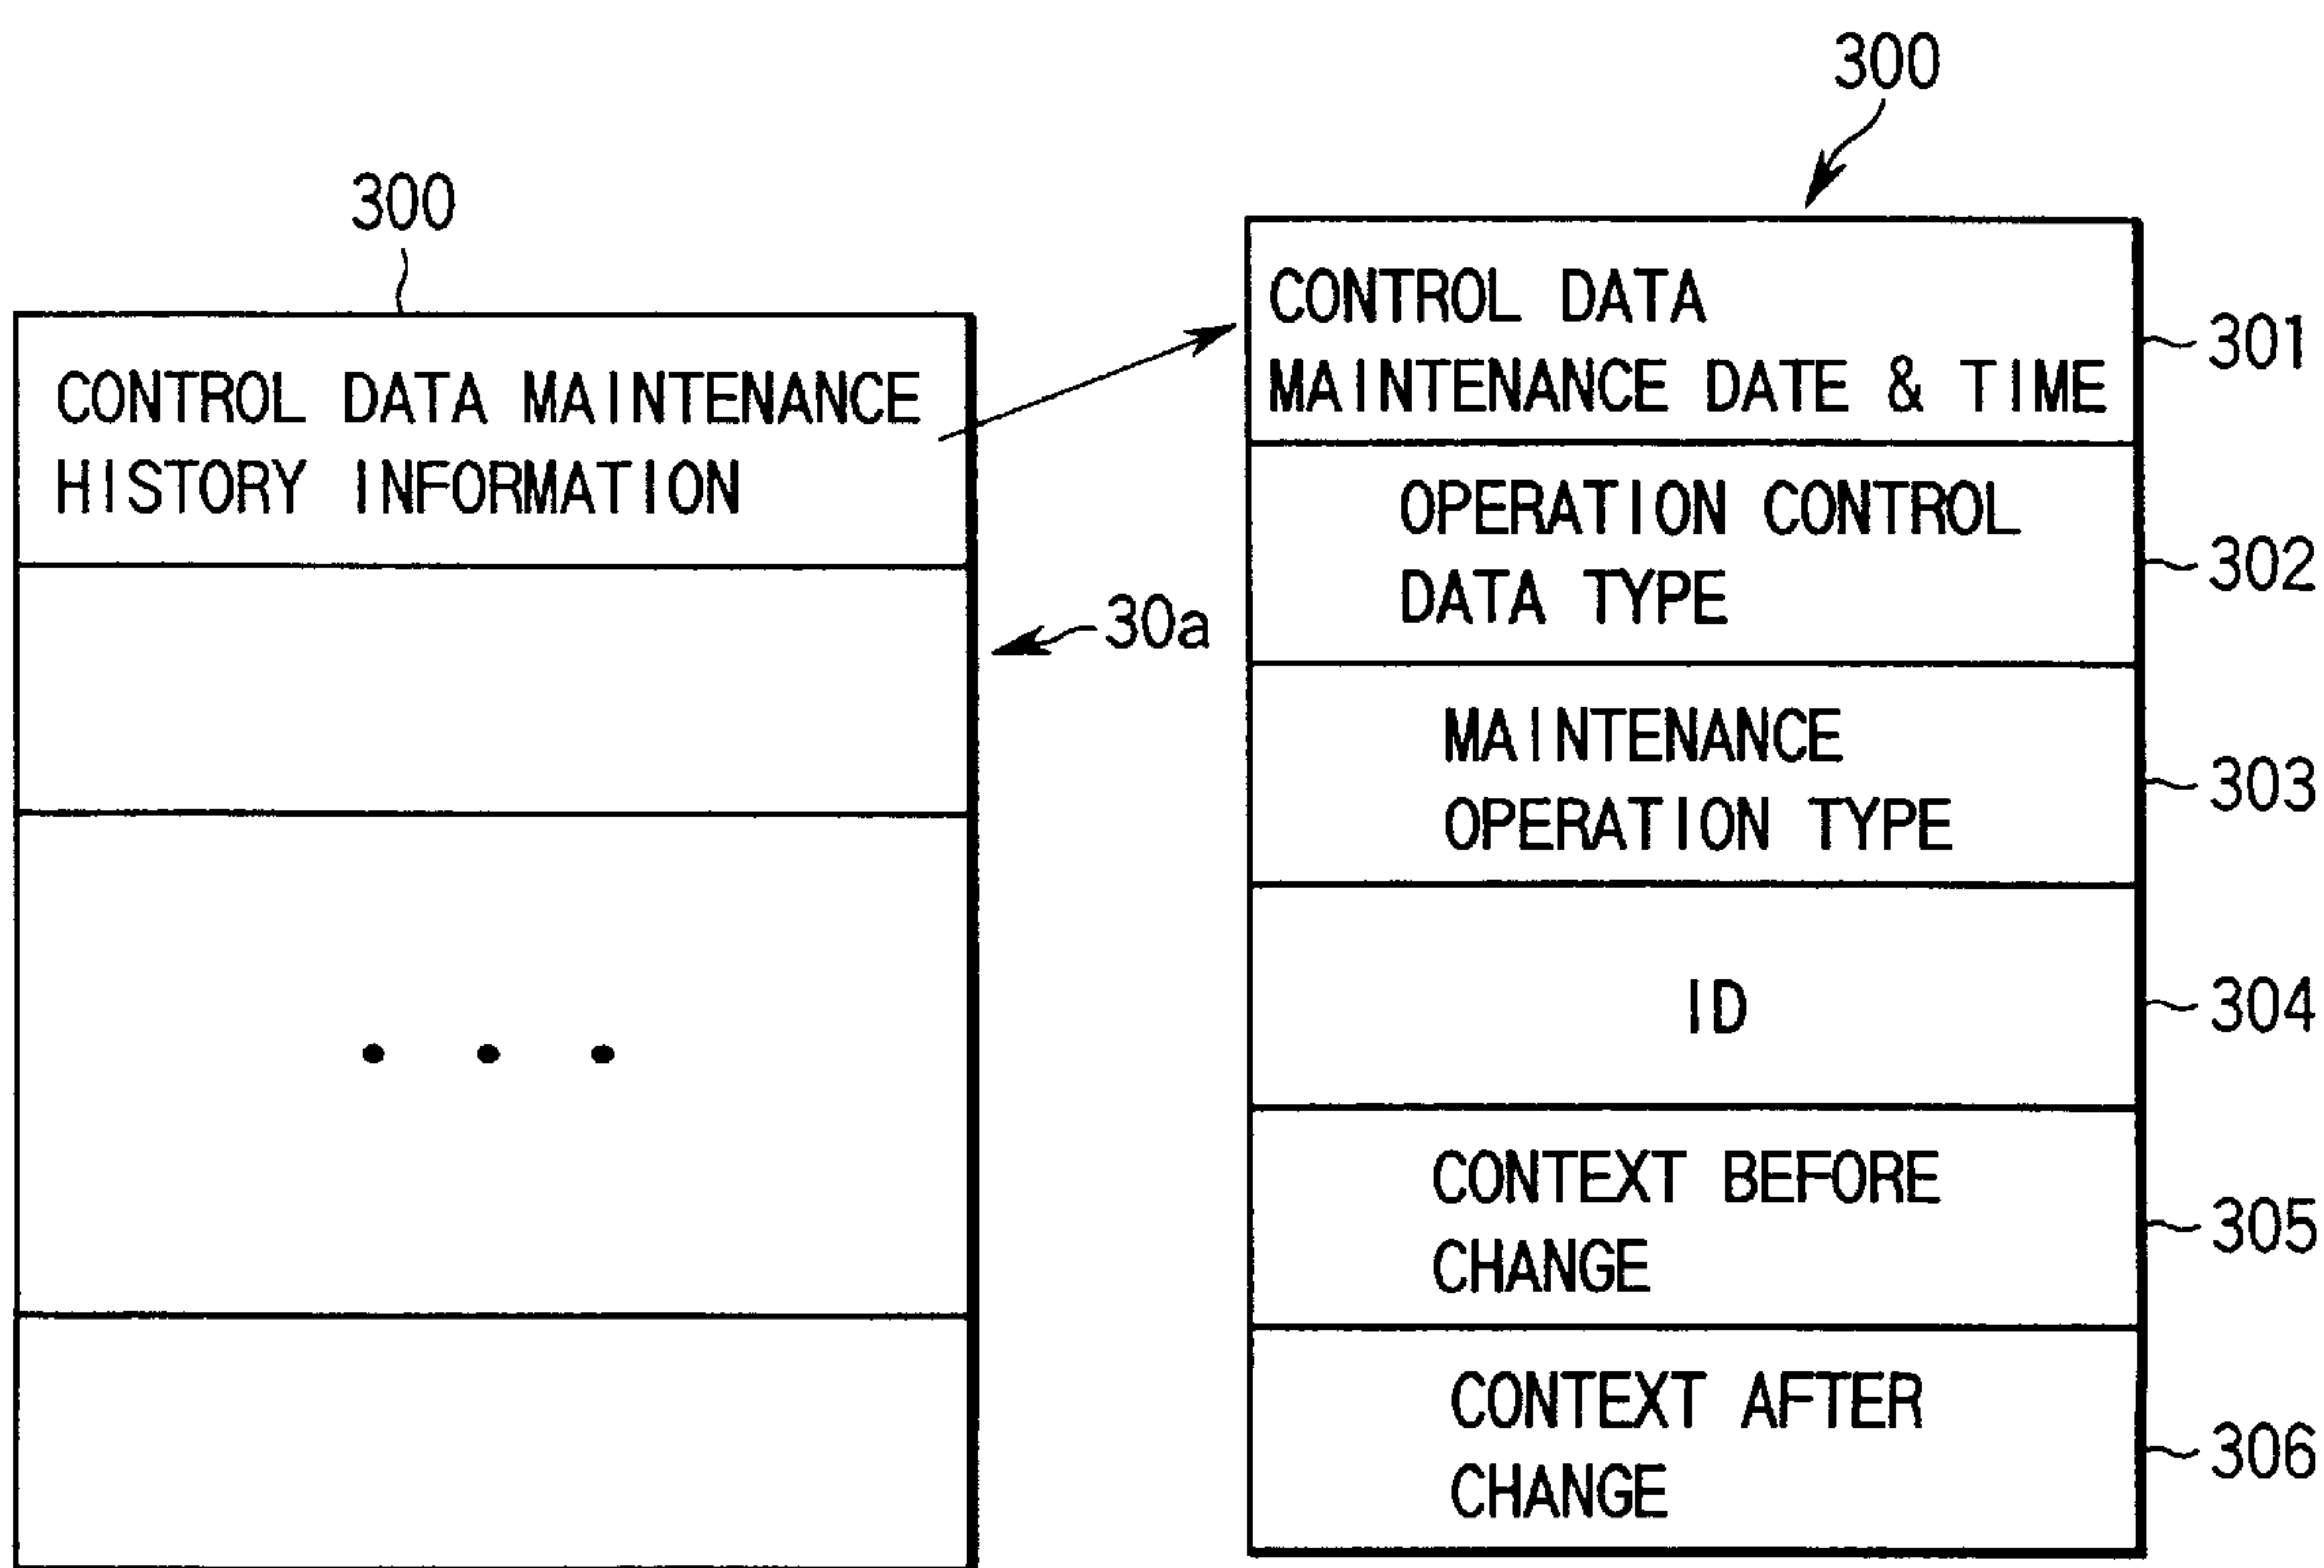 300
CONTROL DATA MAINTENANCE
HISTORY INFORMATION
30a
300
CONTROL DATA
MAINTENANCE DATE & TIME
301
OPERATION CONTROL
DATA TYPE
302
MAINTENANCE
OPERATION TYPE
303
ID
304
CONTEXT BEFORE
CHANGE
305
CONTEXT AFTER
CHANGE
306